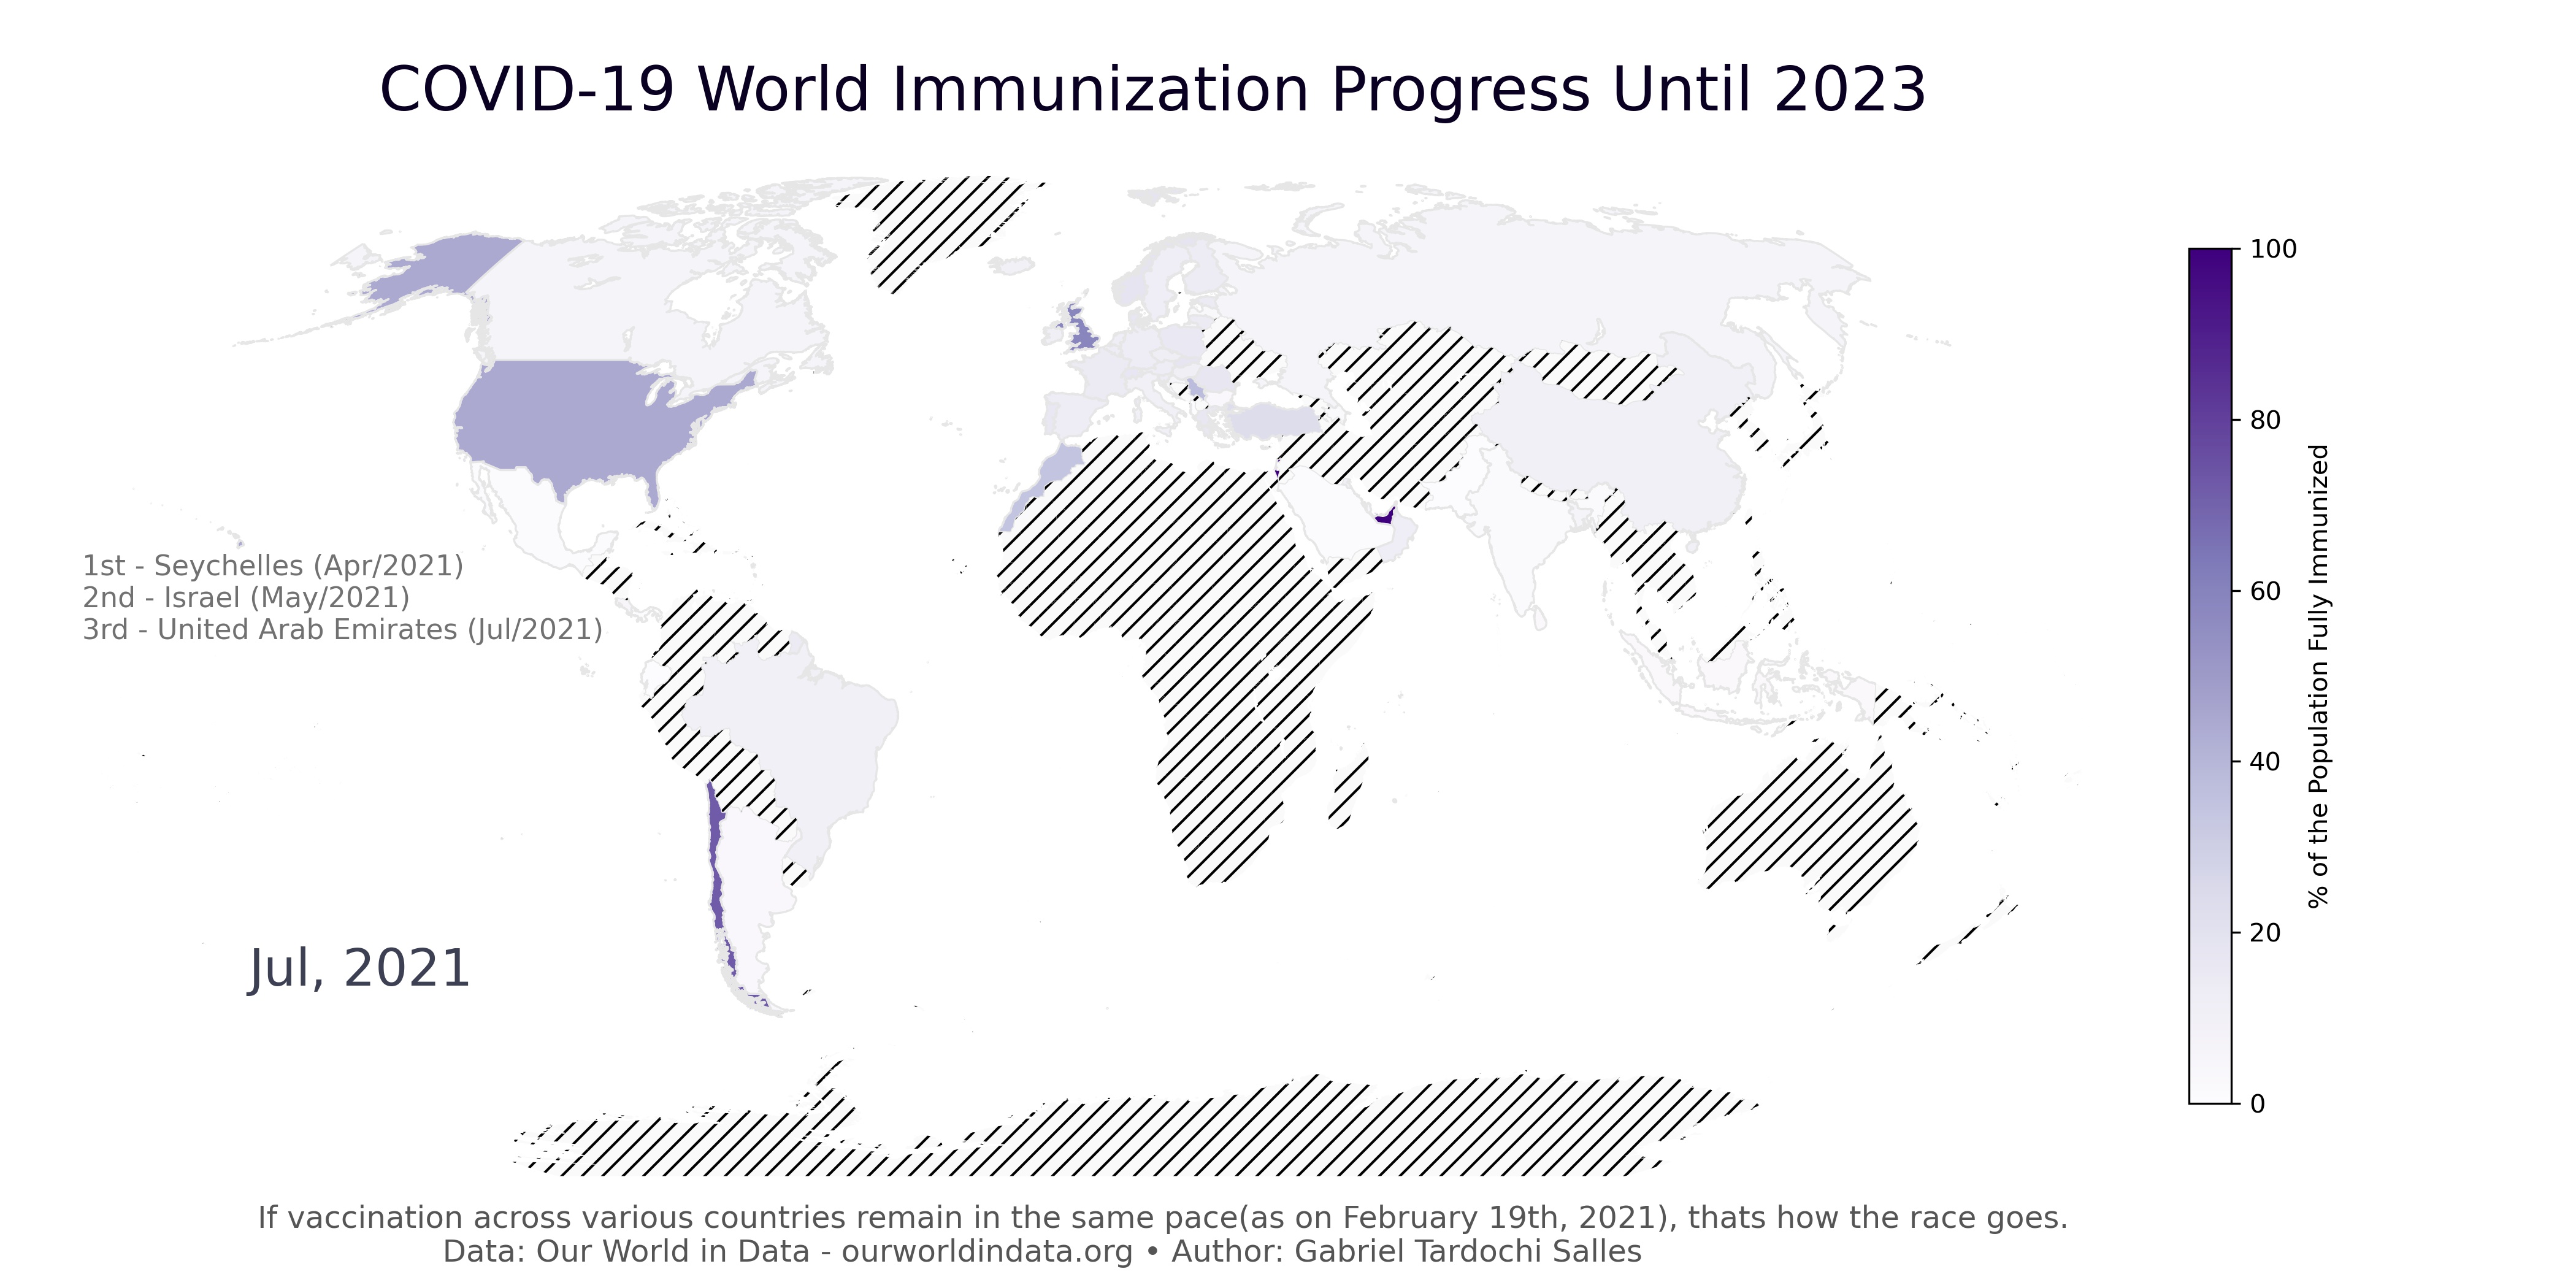 COVID-19 World Immunization Progress Until 2023
1st - Seychelles (Apr/2021)
2nd - Israel (May/2021)
3rd - United Arab Emirates (Jul/2021)
Jul, 2021
100
80
60
40
20
0
% of the Population Fully Immunized
If vaccination across various countries remain in the same pace(as on February 19th, 2021), thats how the race goes.
Data: Our World in Data - ourworldindata.org • Author: Gabriel Tardochi Salles